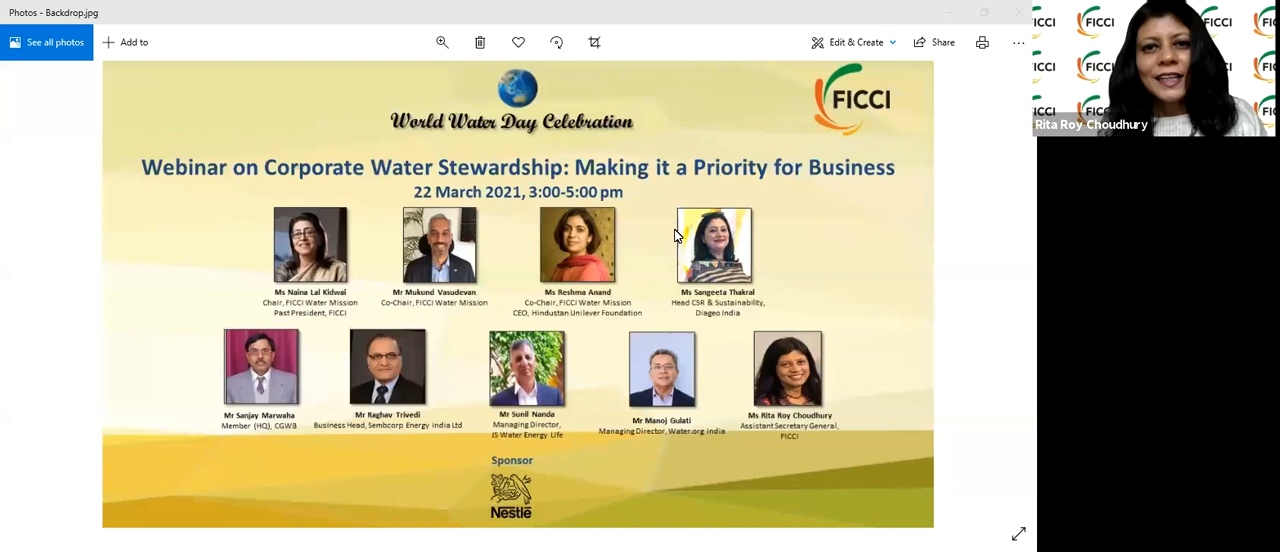 Photos - Backdrop.jpg
See all photos
Add to
Edit & Create
Share
World Water Day Celebration
FICCI
Webinar on Corporate Water Stewardship: Making it a Priority for Business
22 March 2021, 3:00-5:00 pm
Ms Naina Lal Kidwai
Chair, FICCI Water Mission
Past President, FICCI
Mr Mukund Vasudevan
Co-Chair, FICCI Water Mission
Ms Reshma Anand
Co-Chair, FICCI Water Mission
CEO, Hindustan Unilever Foundation
Ms Sangeeta Thakral
Head CSR & Sustainability,
Diageo India
Mr Sanjay Marwaha
Member (HQ), CGWB
Mr Raghav Trivedi
Business Head, Sembcorp Energy India Ltd
Mr Sunil Nanda
Managing Director,
JS Water Energy Life
Mr Manoj Gulati
Managing Director, Water.org India
Ms Rita Roy Choudhury
Assistant Secretary General,
FICCI
Sponsor
Nestlé
FICCI
FICCI
FICCI
FICCI
Rita Roy Choudhury